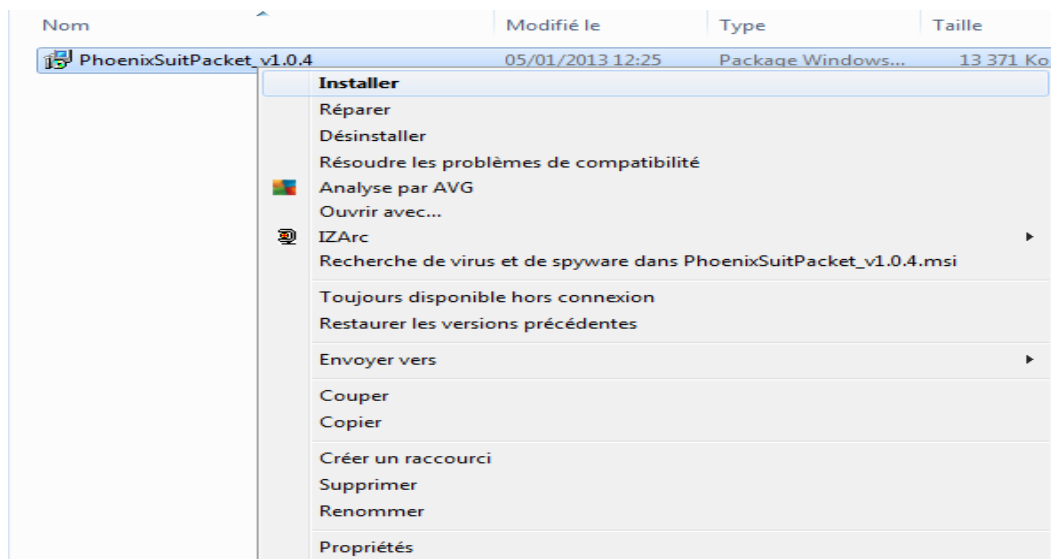 Nom Modifié le Type Taille
PhoenixSuitPacket_v1.0.4 05/01/2013 12:25 Package Windows... 13 371 Ko
Installer
Réparer
Désinstaller
Résoudre les problèmes de compatibilité
Analyse par AVG
Ouvrir avec...
IZArc
Recherche de virus et de spyware dans PhoenixSuitPacket_v1.0.4.msi
Toujours disponible hors connexion
Restaurer les versions précédentes
Envoyer vers
Couper
Copier
Créer un raccourci
Supprimer
Renommer
Propriétés